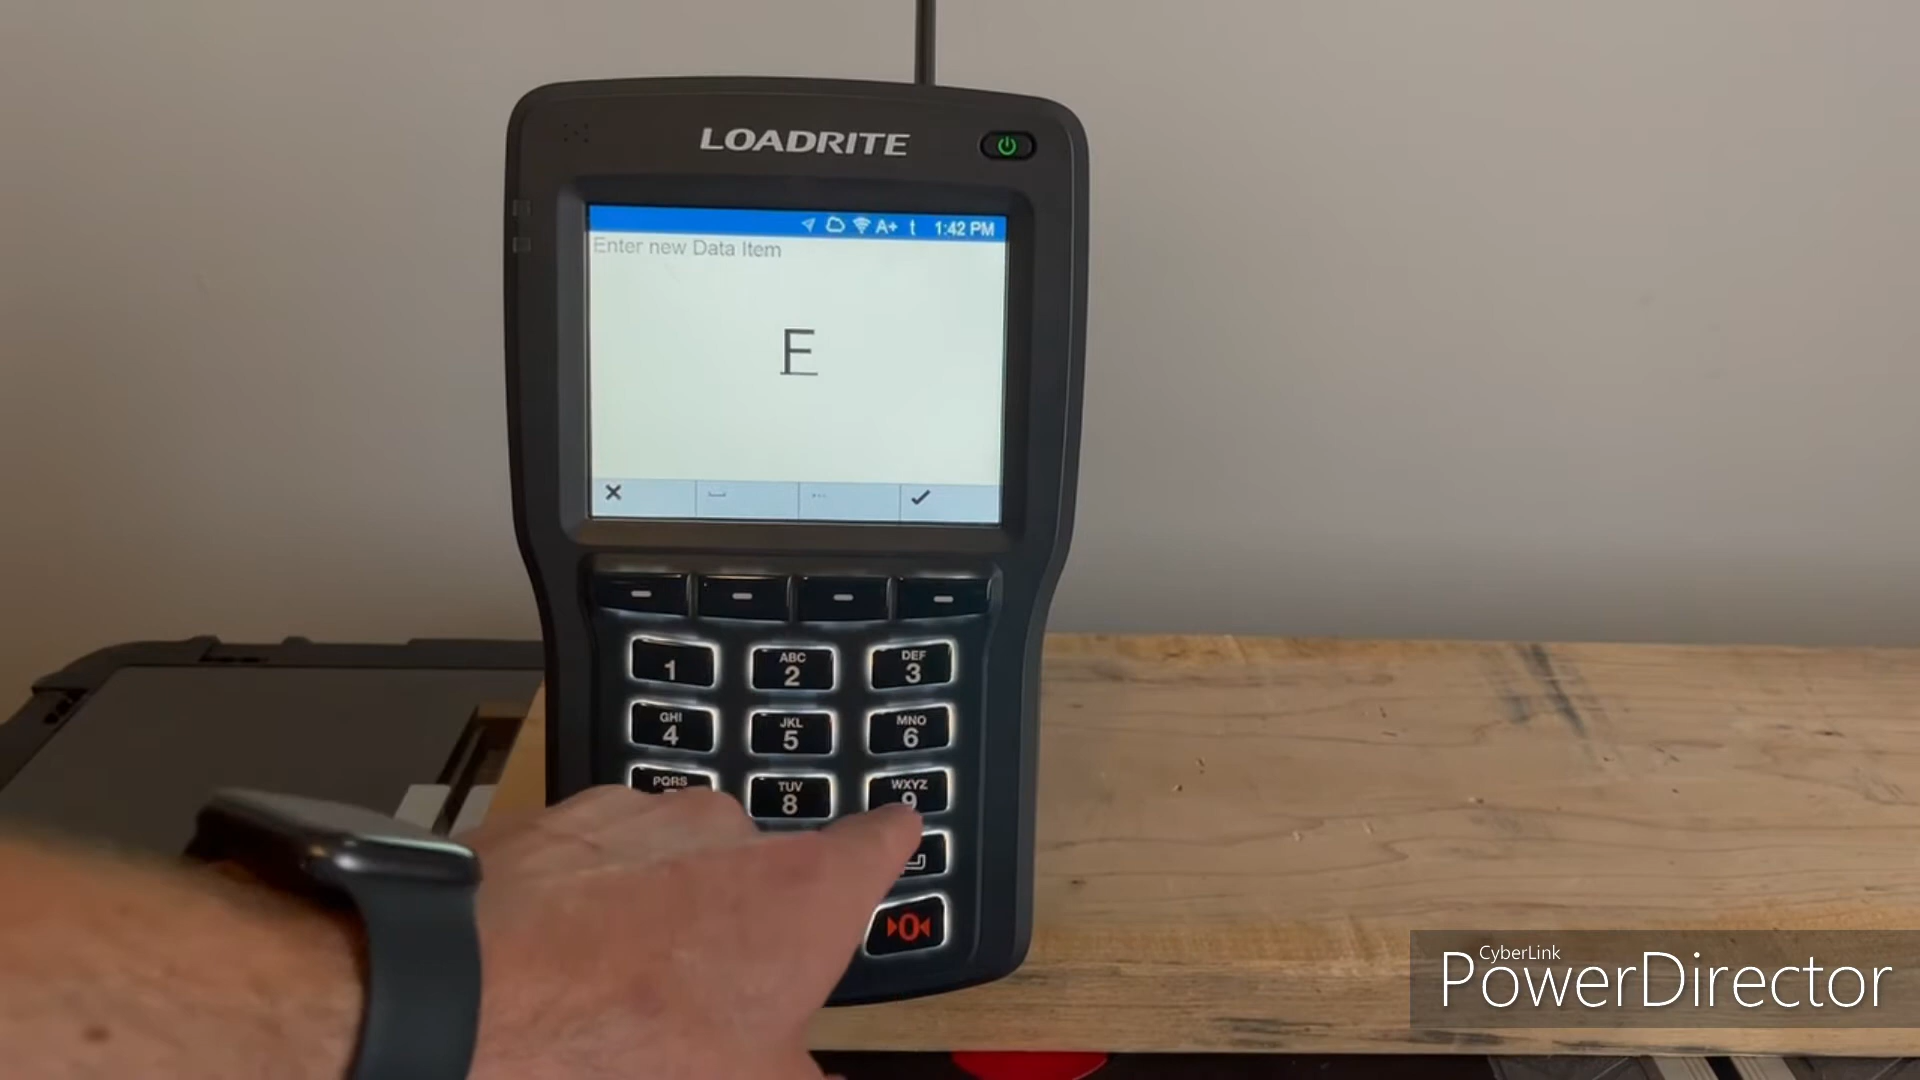 LOADRITE
A+ t 1:42 PM
Enter new Data Item
E
1
ABC
2
DEF
3
GHI
4
JKL
5
MNO
6
PQRS
TUV
8
WXYZ
9
0
CyberLink
PowerDirector